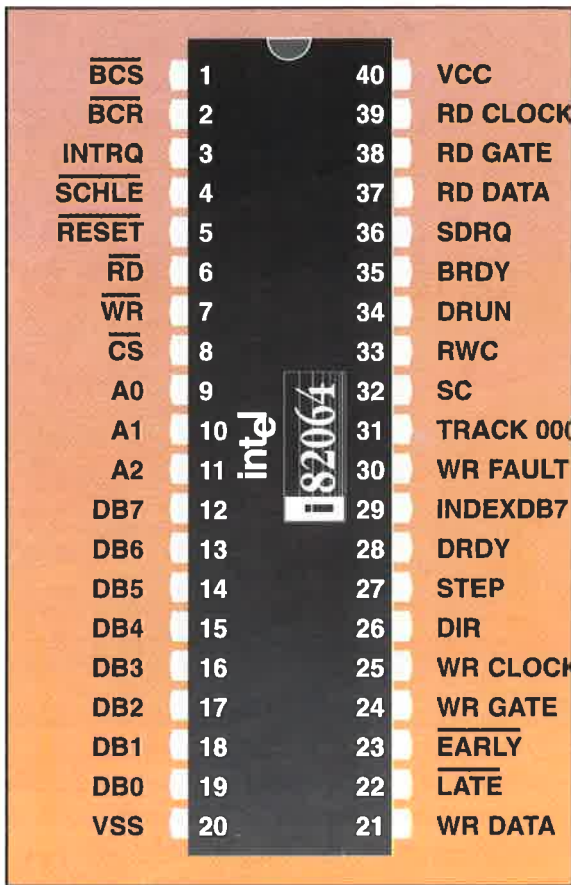 BCS 1 40 VCC
BCR 2 39 RD CLOCK
INTRQ 3 38 RD GATE
SCHLE 4 37 RD DATA
RESET 5 36 SDRQ
RD 6 35 BRDY
WR 7 34 DRUN
CS 8 33 RWC
A0 9 32 SC
A1 10 31 TRACK 000
A2 11 30 WR FAULT
DB7 12 29 INDEXDB7
DB6 13 28 DRDY
DB5 14 27 STEP
DB4 15 26 DIR
DB3 16 25 WR CLOCK
DB2 17 24 WR GATE
DB1 18 23 EARLY
DB0 19 22 LATE
VSS 20 21 WR DATA
intel
i82064